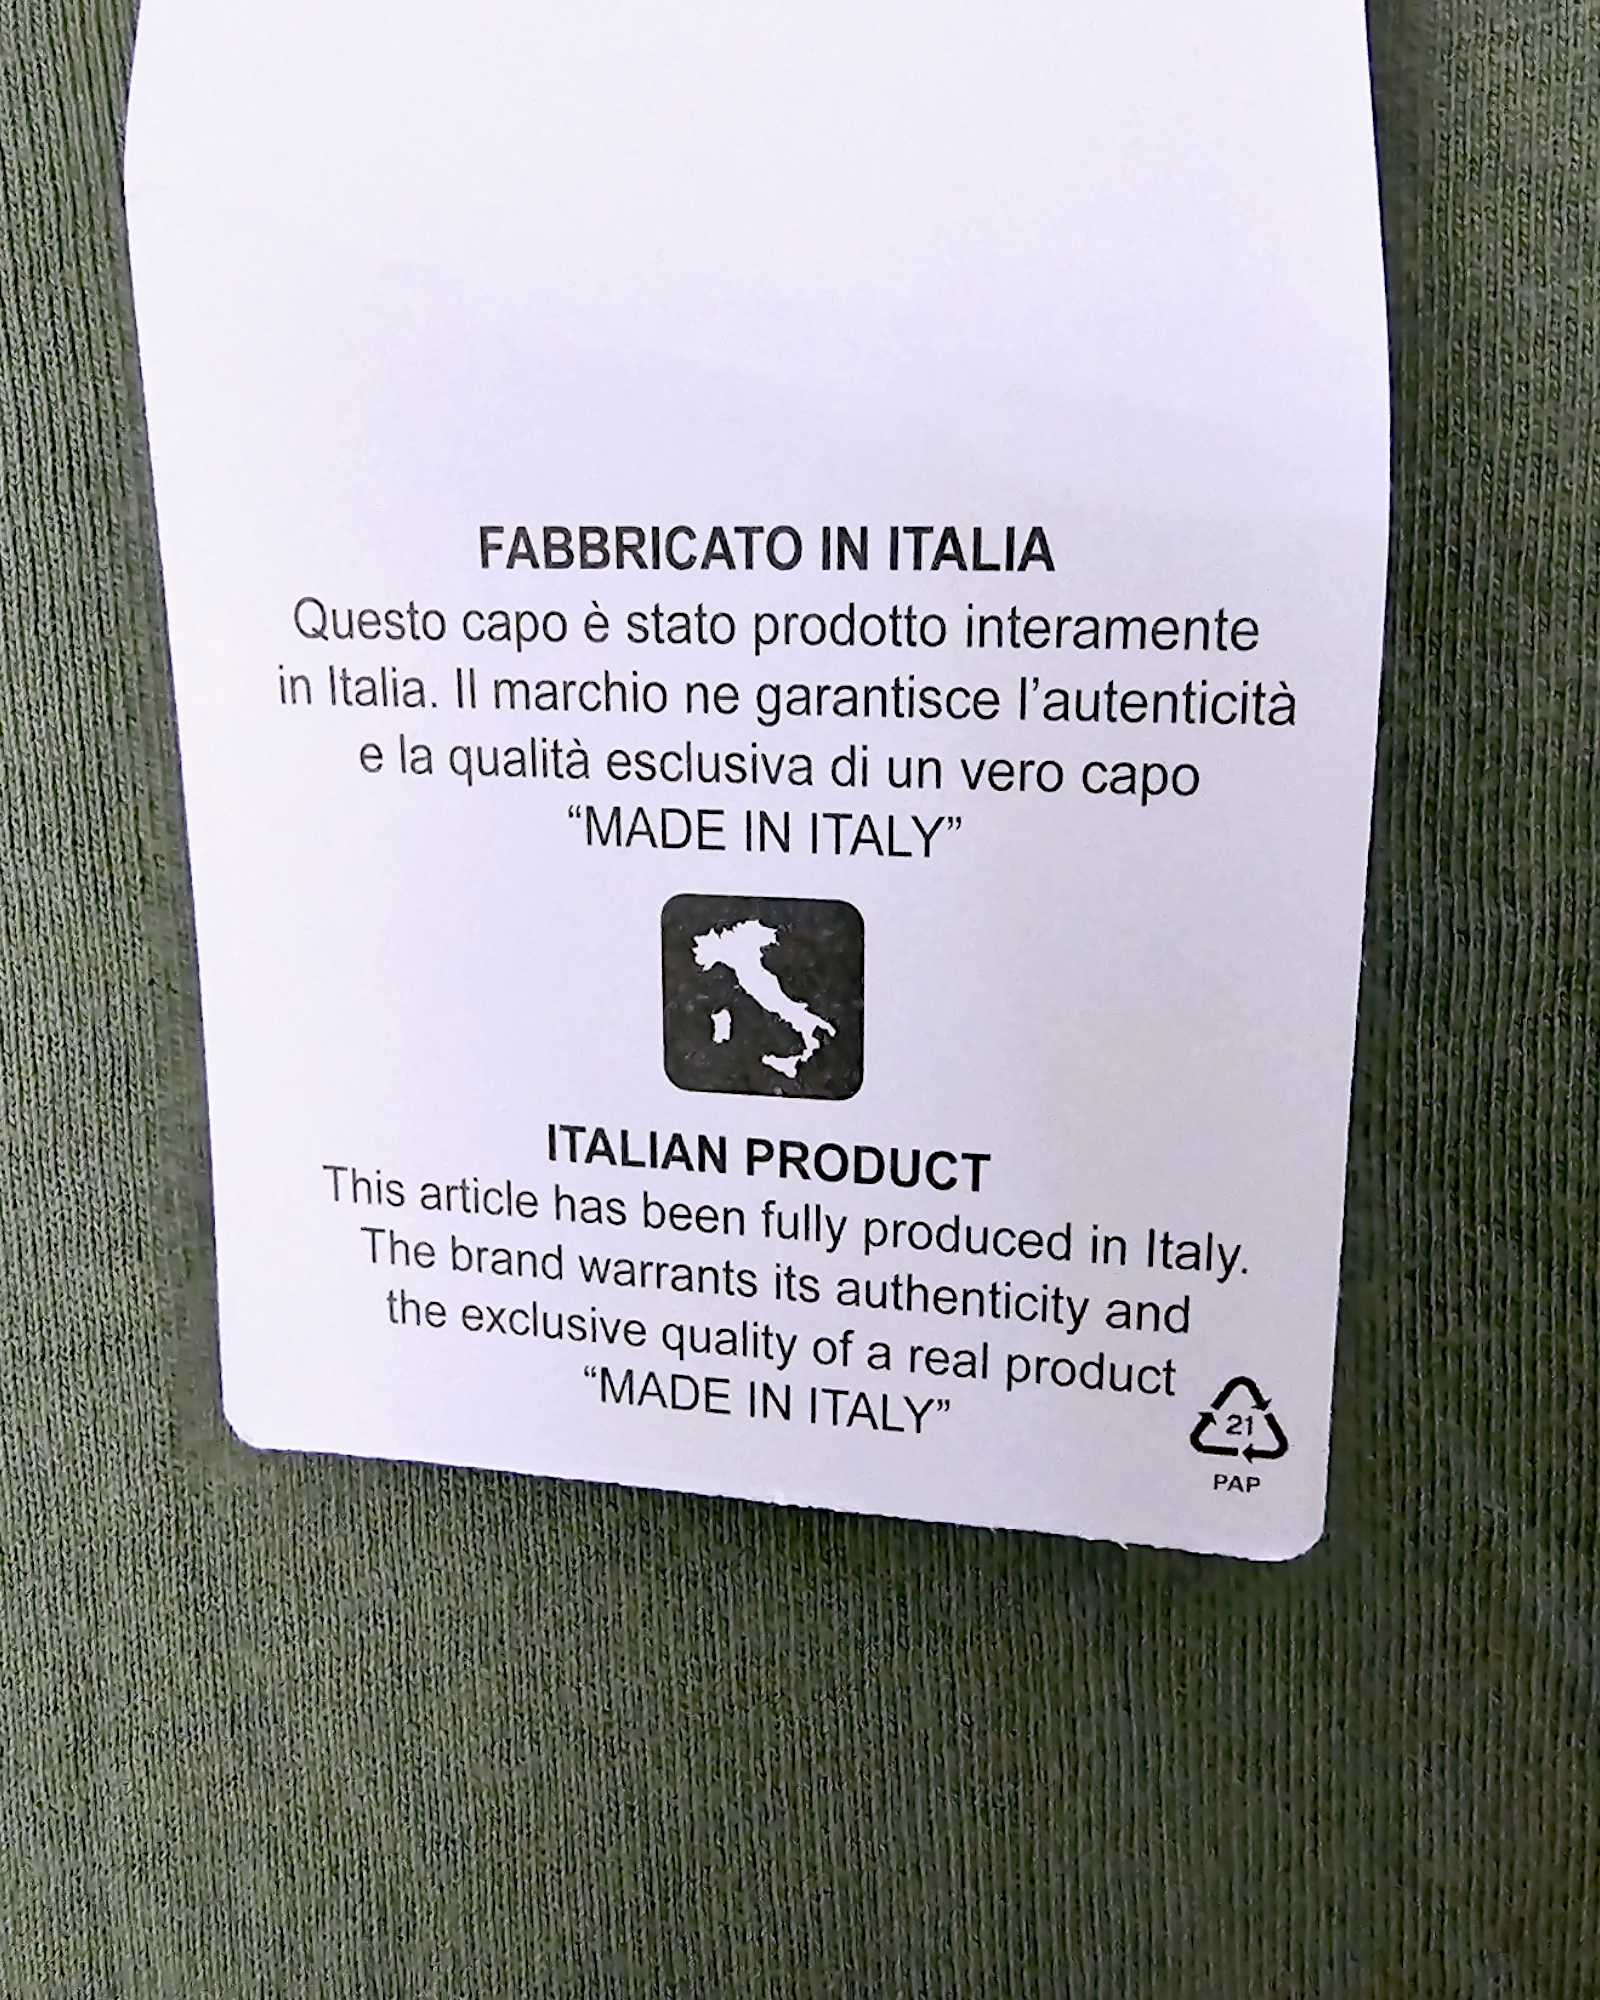 FABBRICATO IN ITALIA
Questo capo è stato prodotto interamente
in Italia. Il marchio ne garantisce l’autenticità
e la qualità esclusiva di un vero capo
“MADE IN ITALY”
ITALIAN PRODUCT
This article has been fully produced in Italy.
The brand warrants its authenticity and
the exclusive quality of a real product
“MADE IN ITALY”
21
PAP